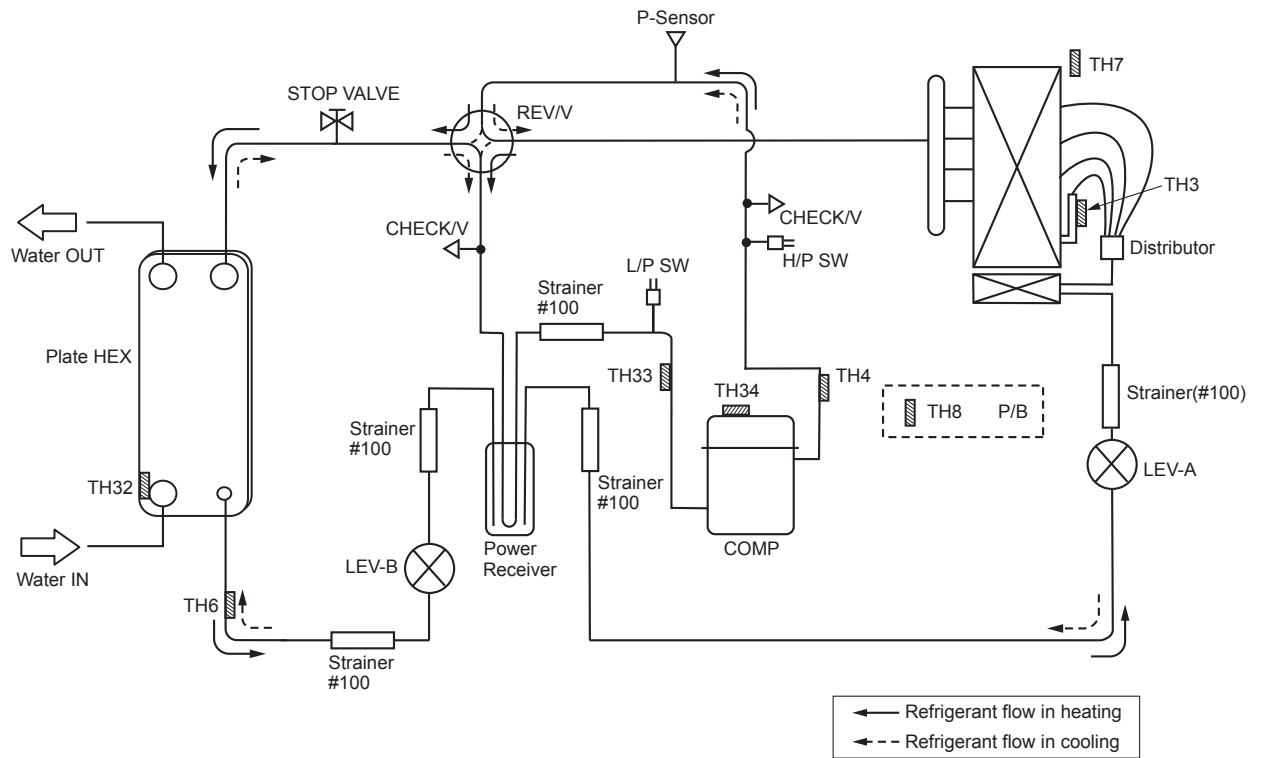 P-Sensor
TH7
STOP VALVE
REV/V
TH3
CHECK/V
CHECK/V
Water OUT
Distributor
H/P SW
L/P SW
Strainer
#100
Plate HEX
TH33
TH34
TH4
Strainer(#100)
TH8 P/B
Strainer
#100
Strainer
#100
LEV-A
TH32
COMP
Power
Receiver
LEV-B
Water IN
TH6
Strainer
#100
Refrigerant flow in heating
Refrigerant flow in cooling